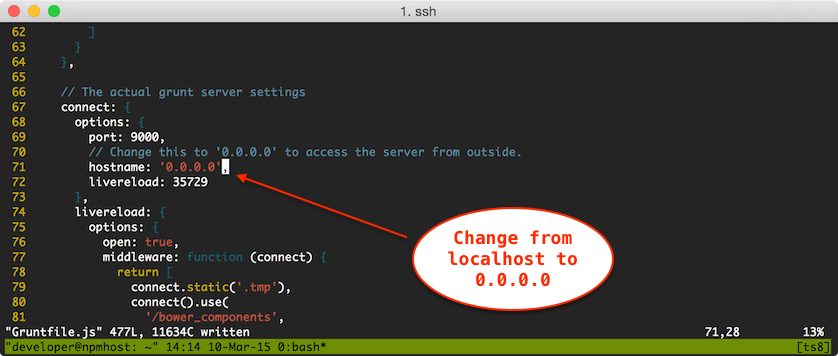 1. ssh
62         ]
63       }
64     },
65
66     // The actual grunt server settings
67     connect: {
68       options: {
69         port: 9000,
70         // Change this to '0.0.0.0' to access the server from outside.
71         hostname: '0.0.0.0',
72         livereload: 35729
73       },
74       livereload: {
75         options: {
76           open: true,
77           middleware: function (connect) {
78             return [
79               connect.static('.tmp'),
80               connect().use(
81                 '/bower_components',
Change from
localhost to
0.0.0.0
"Gruntfile.js" 477L, 11634C written 71,28 13%
"developer@npmhost: ~" 14:14 10-Mar-15 0:bash* [ts8]